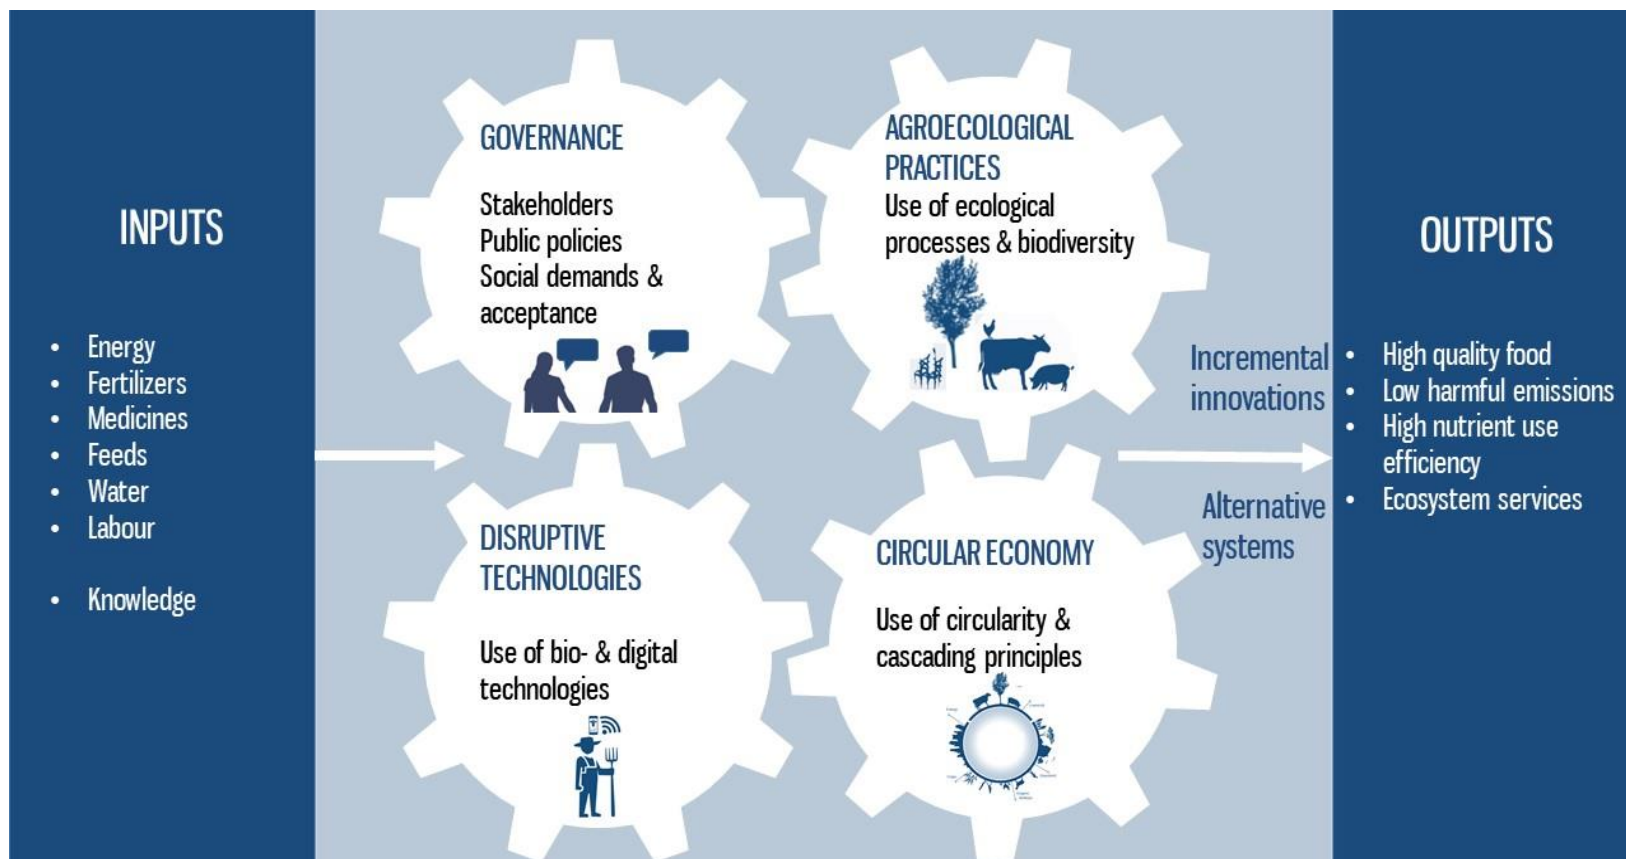 INPUTS
• Energy
• Fertilizers
• Medicines
• Feeds
• Water
• Labour
• Knowledge
GOVERNANCE
Stakeholders
Public policies
Social demands &
acceptance
AGROECOLOGICAL
PRACTICES
Use of ecological
processes & biodiversity
DISRUPTIVE
TECHNOLOGIES
Use of bio- & digital
technologies
CIRCULAR ECONOMY
Use of circularity &
cascading principles
Incremental
innovations
Alternative
systems
OUTPUTS
• High quality food
• Low harmful emissions
• High nutrient use
efficiency
• Ecosystem services